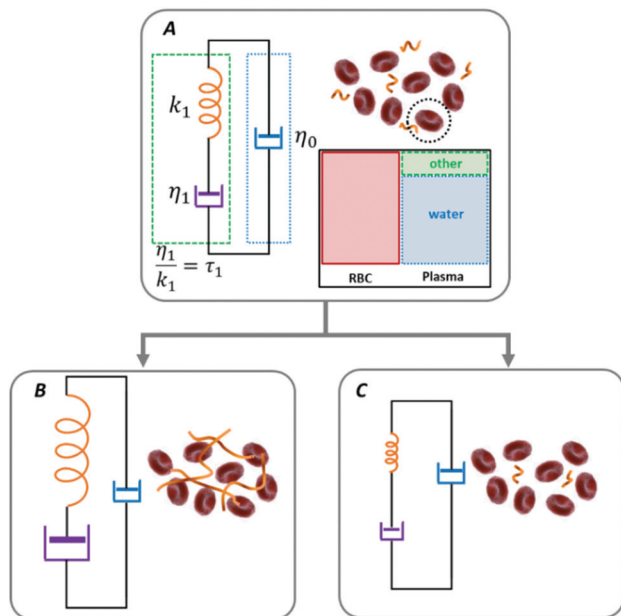 A
k₁
η₀
η₁
η₁/k₁ = τ₁
other
water
RBC Plasma
B
C